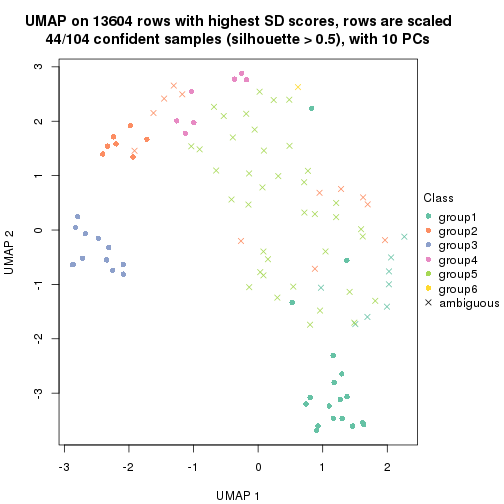 UMAP on 13604 rows with highest SD scores, rows are scaled
44/104 confident samples (silhouette > 0.5), with 10 PCs
3
2
1
0
-1
-2
-3
UMAP 2
-3
-2
-1
0
1
2
UMAP 1
Class
group1
group2
group3
group4
group5
group6
ambiguous